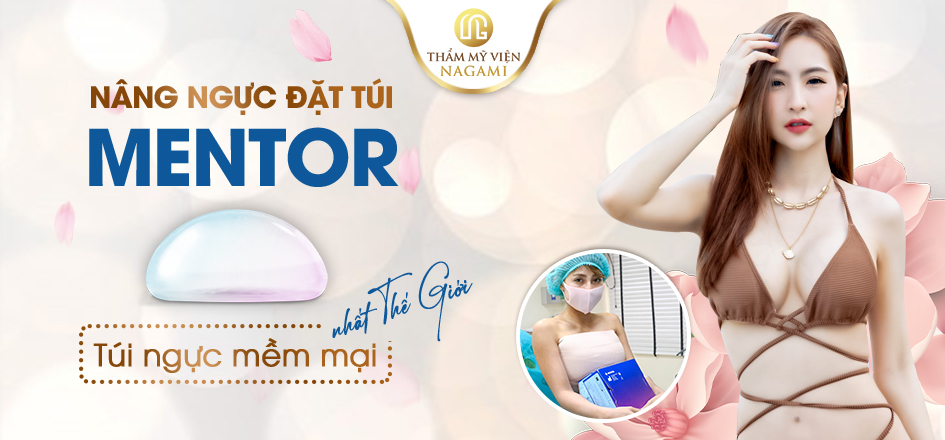 THẨM MỸ VIỆN
NAGAMI
NÂNG NGỰC ĐẶT TÚI
MENTOR
Túi ngực mềm mại
nhất Thế Giới